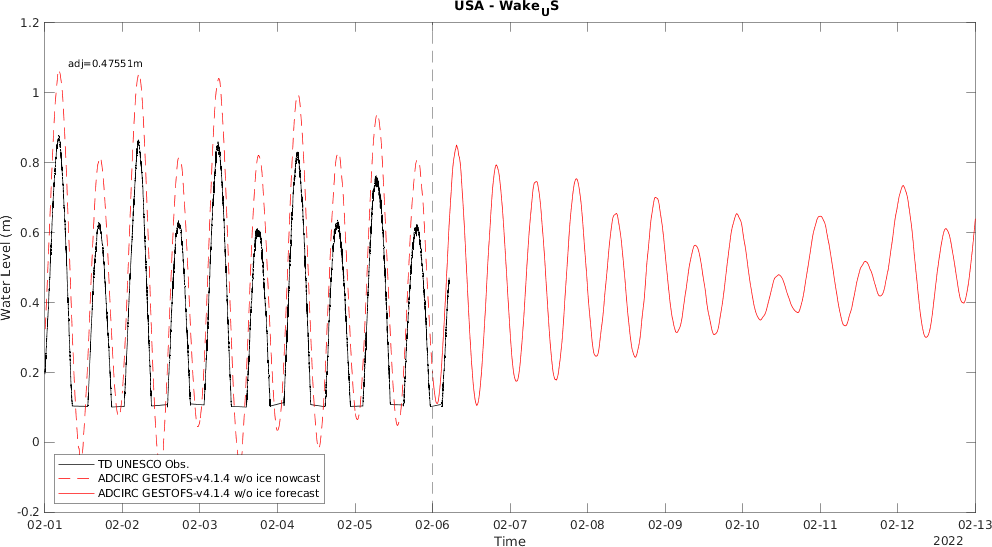 USA - Wake_US
adj=0.47551m
1.2
1
0.8
0.6
0.4
0.2
0
-0.2
Water Level (m)
TD UNESCO Obs.
ADCIRC GESTOFS-v4.1.4 w/o ice nowcast
ADCIRC GESTOFS-v4.1.4 w/o ice forecast
02-01 02-02 02-03 02-04 02-05 02-06 02-07 02-08 02-09 02-10 02-11 02-12 02-13
Time
2022